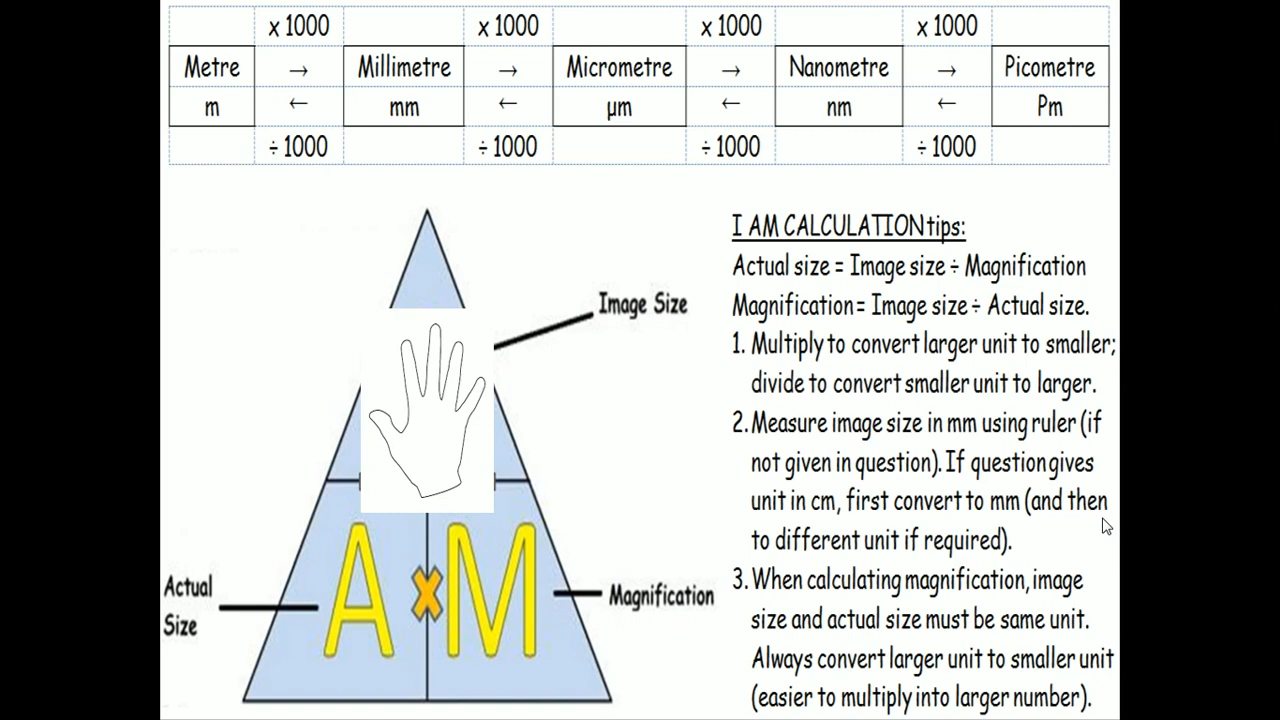 x 1000 x 1000 x 1000 x 1000
Metre → Millimetre → Micrometre → Nanometre → Picometre
m ← mm ← µm ← nm ← Pm
÷ 1000 ÷ 1000 ÷ 1000 ÷ 1000
Image Size
A × M
Actual
Size
Magnification
I AM CALCULATION tips:
Actual size = Image size ÷ Magnification
Magnification = Image size ÷ Actual size.
1. Multiply to convert larger unit to smaller;
divide to convert smaller unit to larger.
2. Measure image size in mm using ruler (if
not given in question). If question gives
unit in cm, first convert to mm (and then
to different unit if required).
3. When calculating magnification, image
size and actual size must be same unit.
Always convert larger unit to smaller unit
(easier to multiply into larger number).